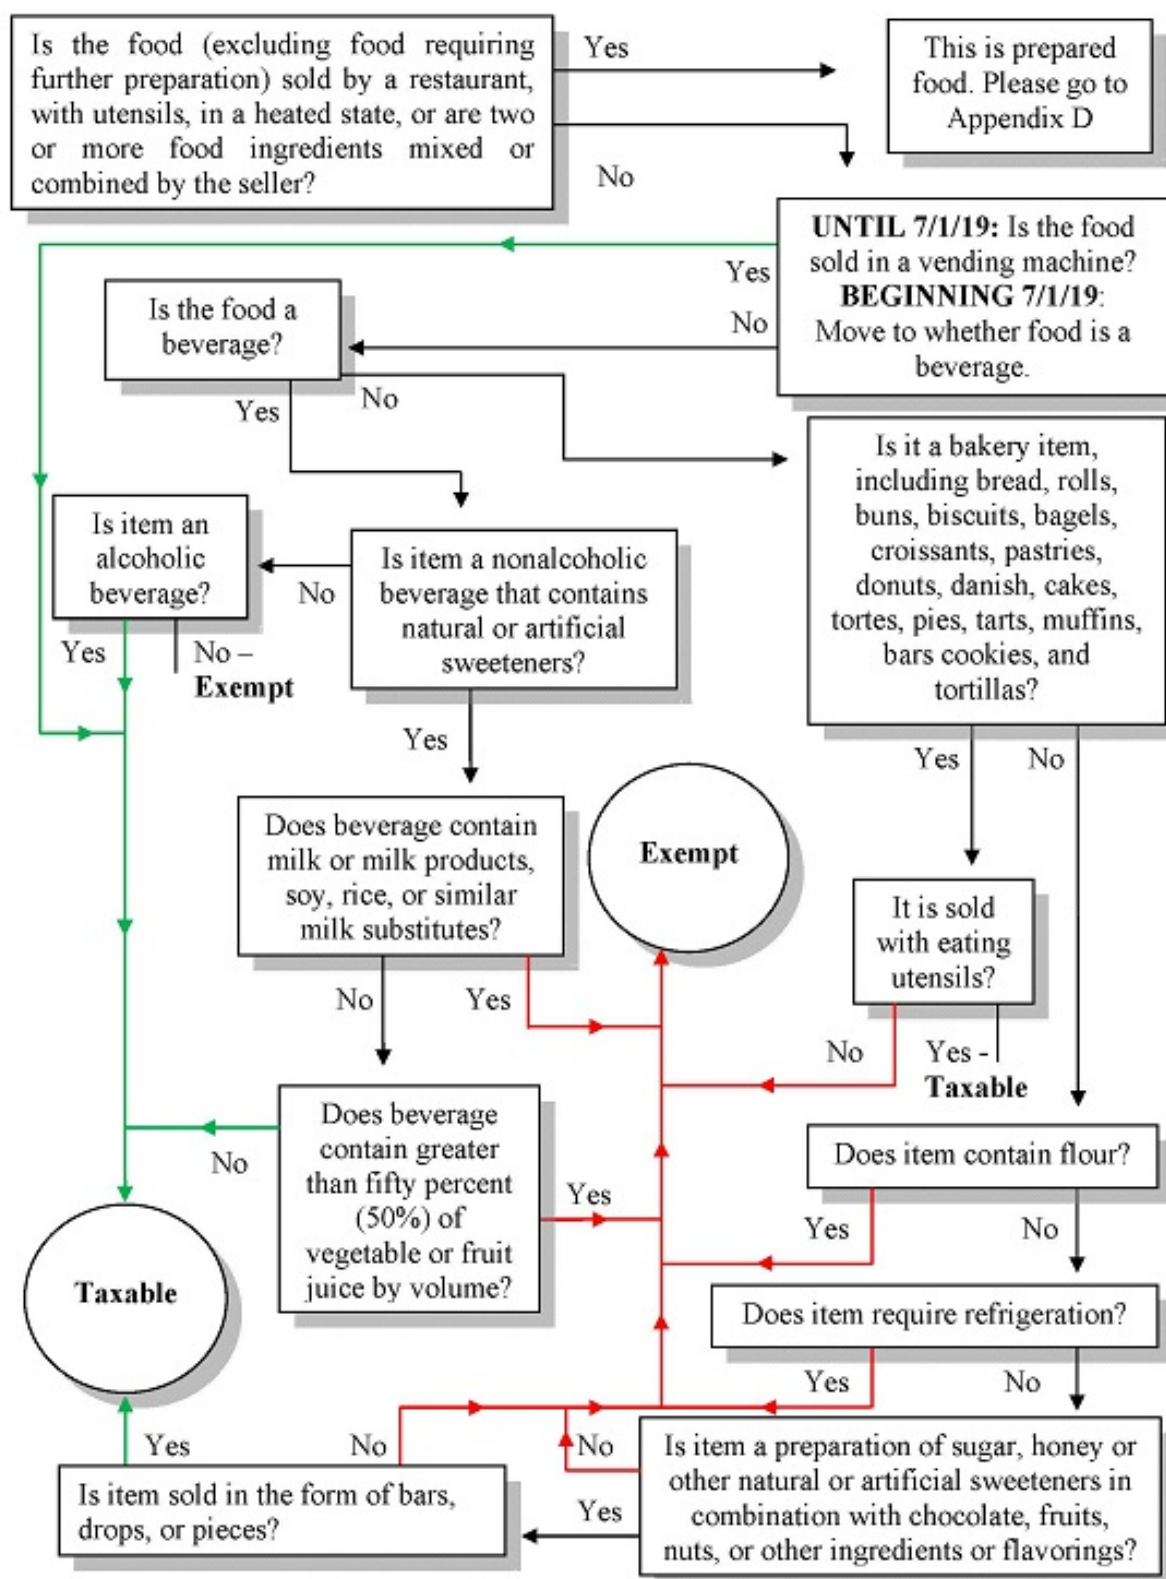 Is the food (excluding food requiring
further preparation) sold by a restaurant,
with utensils, in a heated state, or are two
or more food ingredients mixed or
combined by the seller?
Yes
No
This is prepared
food. Please go to
Appendix D
UNTIL 7/1/19: Is the food
sold in a vending machine?
BEGINNING 7/1/19:
Move to whether food is a
beverage.
Yes
No
Is the food a
beverage?
Yes
No
Is it a bakery item,
including bread, rolls,
buns, biscuits, bagels,
croissants, pastries,
donuts, danish, cakes,
tortes, pies, tarts, muffins,
bars cookies, and
tortillas?
Yes
No
Is item an
alcoholic
beverage?
Yes
No –
Exempt
Is item a nonalcoholic
beverage that contains
natural or artificial
sweeteners?
No
Yes
Does beverage contain
milk or milk products,
soy, rice, or similar
milk substitutes?
No
Yes
Exempt
It is sold
with eating
utensils?
No
Yes -
Taxable
Does beverage
contain greater
than fifty percent
(50%) of
vegetable or fruit
juice by volume?
No
Yes
Does item contain flour?
Yes
No
Taxable
Does item require refrigeration?
Yes
No
Is item a preparation of sugar, honey or
other natural or artificial sweeteners in
combination with chocolate, fruits,
nuts, or other ingredients or flavorings?
No
Yes
Is item sold in the form of bars,
drops, or pieces?
Yes
No